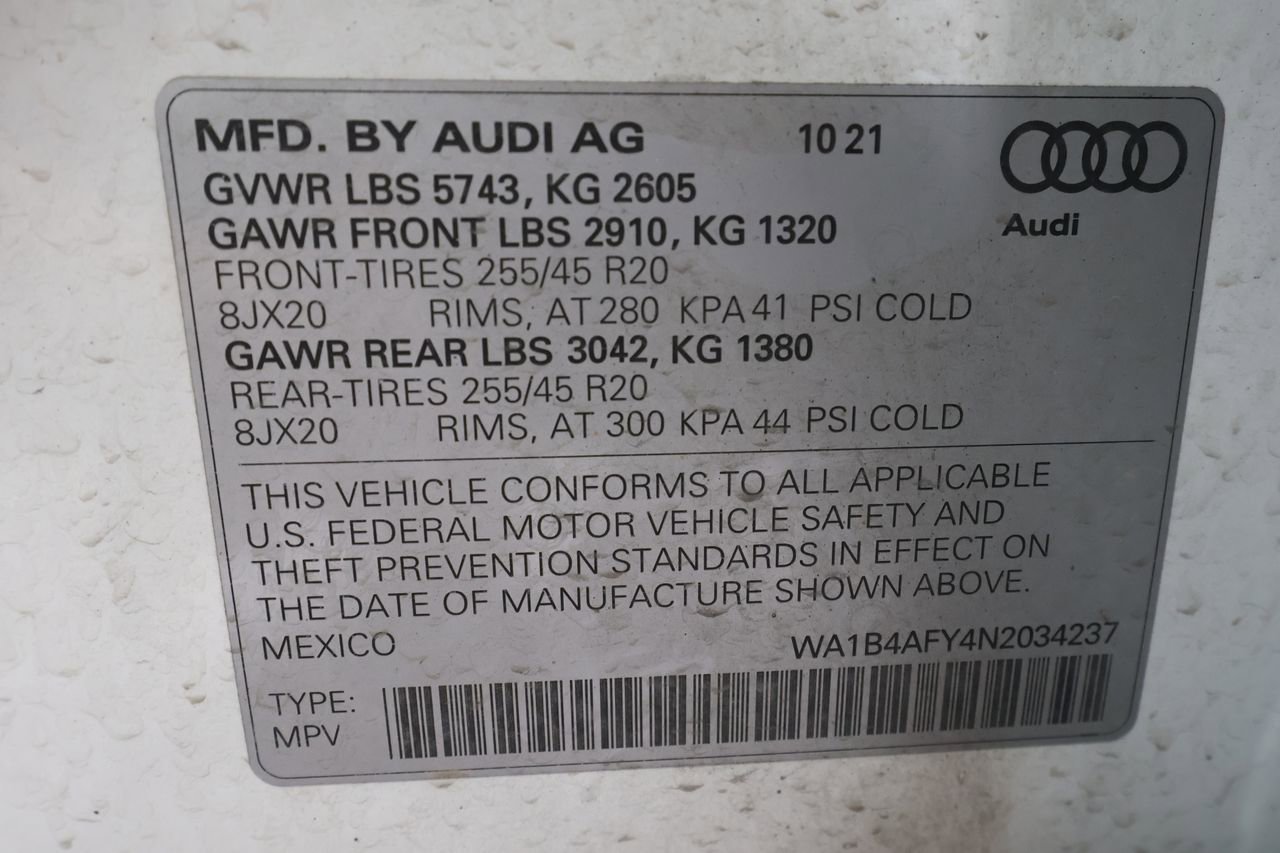 MFD. BY AUDI AG 10 21
GVWR LBS 5743, KG 2605
GAWR FRONT LBS 2910, KG 1320
Audi
FRONT-TIRES 255/45 R20
8JX20 RIMS, AT 280 KPA 41 PSI COLD
GAWR REAR LBS 3042, KG 1380
REAR-TIRES 255/45 R20
8JX20 RIMS, AT 300 KPA 44 PSI COLD
THIS VEHICLE CONFORMS TO ALL APPLICABLE
U.S. FEDERAL MOTOR VEHICLE SAFETY AND
THEFT PREVENTION STANDARDS IN EFFECT ON
THE DATE OF MANUFACTURE SHOWN ABOVE.
MEXICO WA1B4AFY4N2034237
TYPE:
MPV